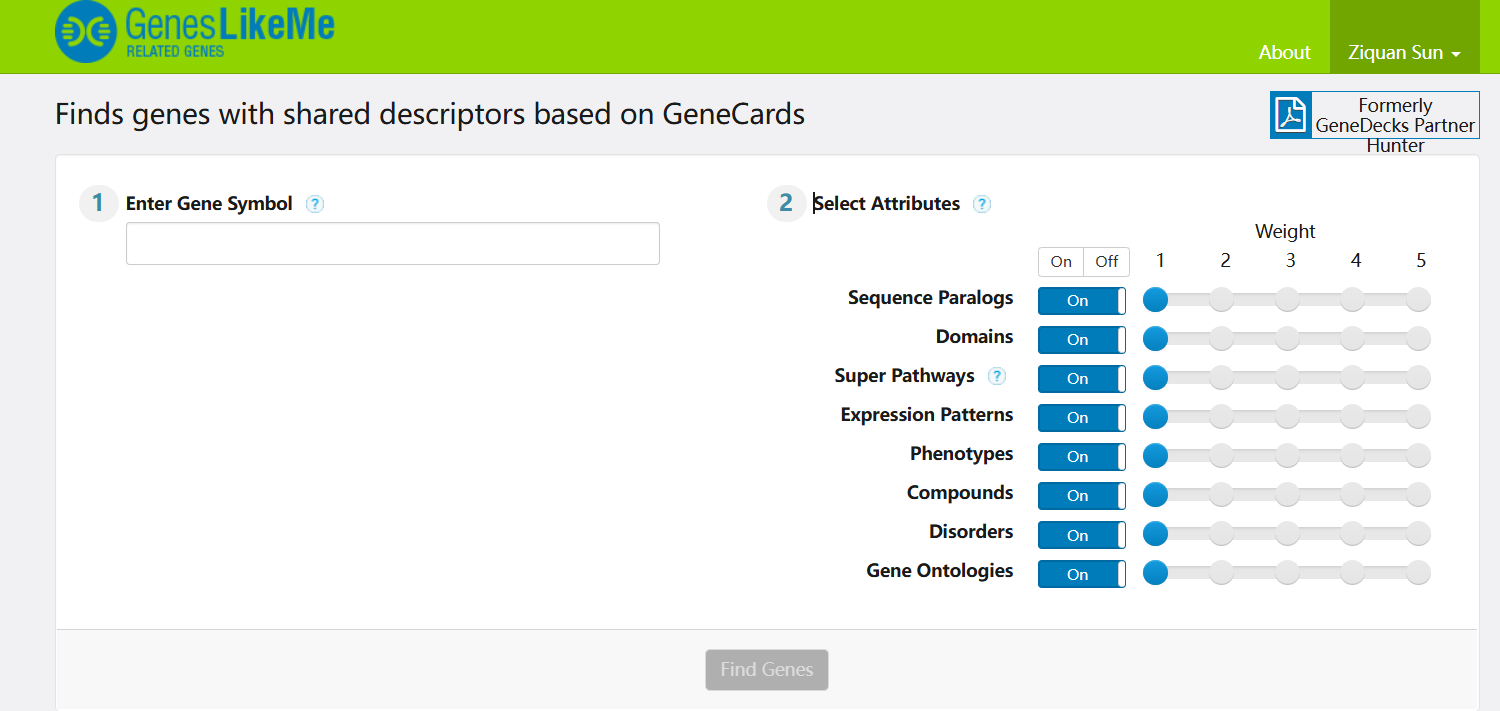 GenesLikeMe
RELATED GENES
About
Ziquan Sun
Finds genes with shared descriptors based on GeneCards
Formerly
GeneDecks Partner
Hunter
1 Enter Gene Symbol ?
2 Select Attributes ?
Weight
On Off 1 2 3 4 5
Sequence Paralogs On
Domains On
Super Pathways ? On
Expression Patterns On
Phenotypes On
Compounds On
Disorders On
Gene Ontologies On
Find Genes